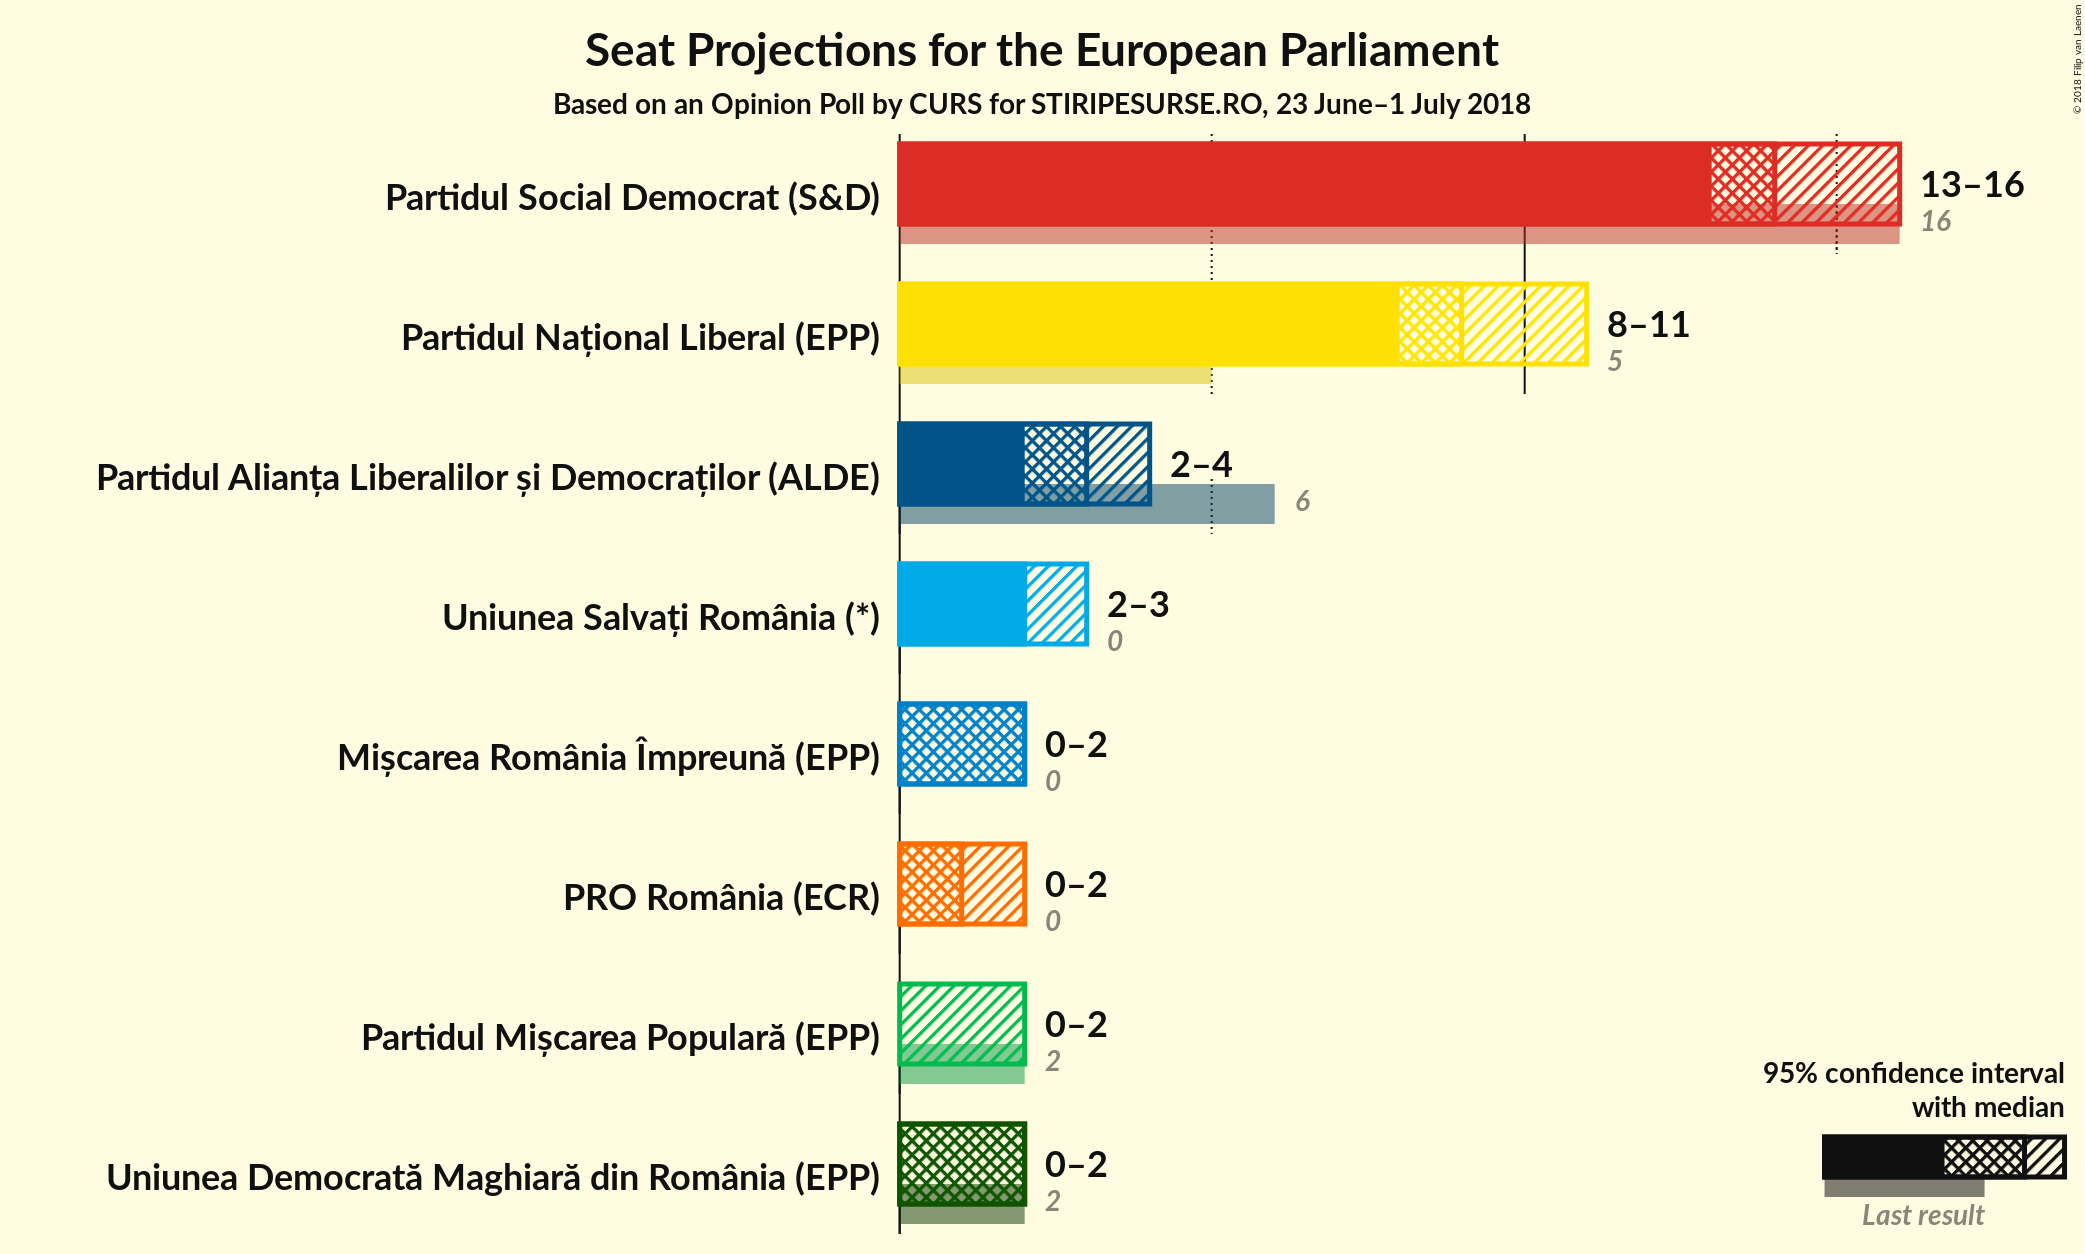 Seat Projections for the European Parliament
Based on an Opinion Poll by CURS for STIRIPESURSE.RO, 23 June–1 July 2018
© 2018 Filip van Laenen
Partidul Social Democrat (S&D)
13–16
16
Partidul Național Liberal (EPP)
8–11
5
Partidul Alianța Liberalilor și Democraților (ALDE)
2–4
6
Uniunea Salvați România (*)
2–3
0
Mișcarea România Împreună (EPP)
0–2
0
PRO România (ECR)
0–2
0
Partidul Mișcarea Populară (EPP)
0–2
2
Uniunea Democrată Maghiară din România (EPP)
0–2
2
95% confidence interval
with median
Last result